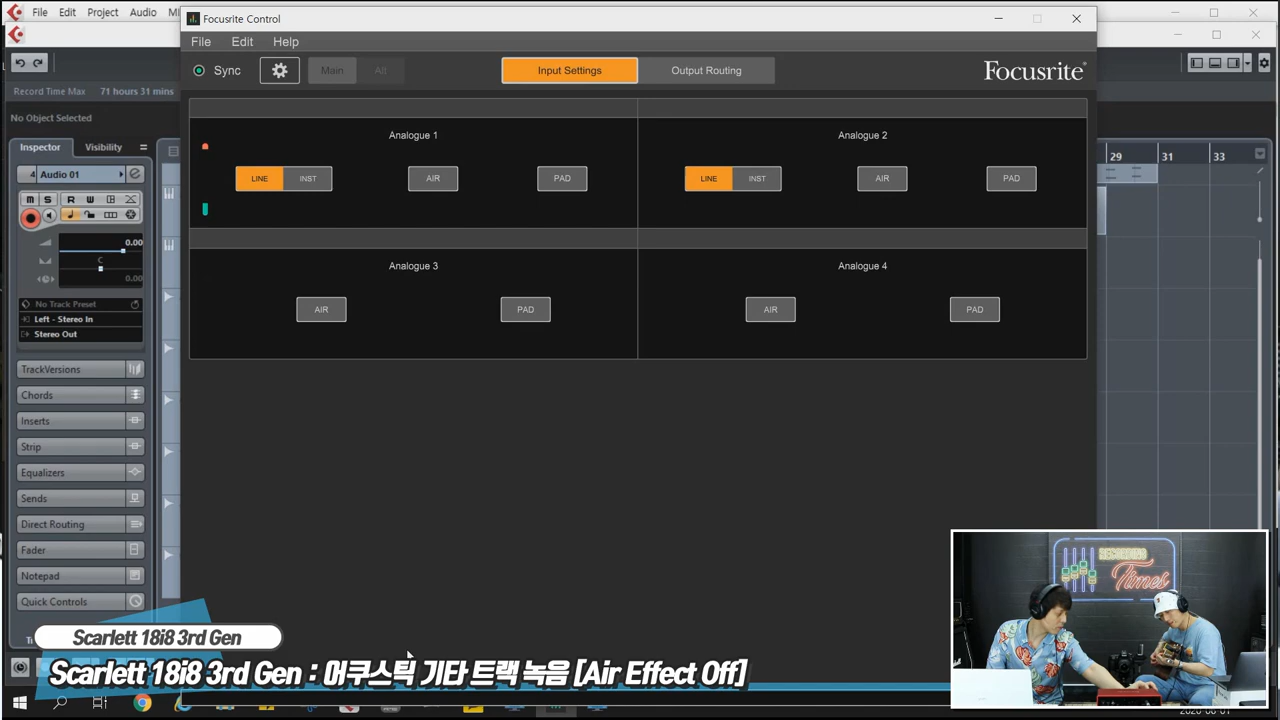 File Edit Project Audio MI
Focusrite Control
File Edit Help
Sync
Main Alt
Input Settings Output Routing
Focusrite
Record Time Max 71 hours 31 mins
No Object Selected
Inspector Visibility
4 Audio 01
M S R W
0.00
C
0.00
No Track Preset
Left - Stereo In
Stereo Out
TrackVersions
Chords
Inserts
Strip
Equalizers
Sends
Direct Routing
Fader
Notepad
Quick Controls
Analogue 1
LINE INST AIR PAD
Analogue 2
LINE INST AIR PAD
Analogue 3
AIR PAD
Analogue 4
AIR PAD
29 31 33
RECORDING
Times
Scarlett 18i8 3rd Gen
Scarlett 18i8 3rd Gen : 어쿠스틱 기타 트랙 녹음 [Air Effect Off]